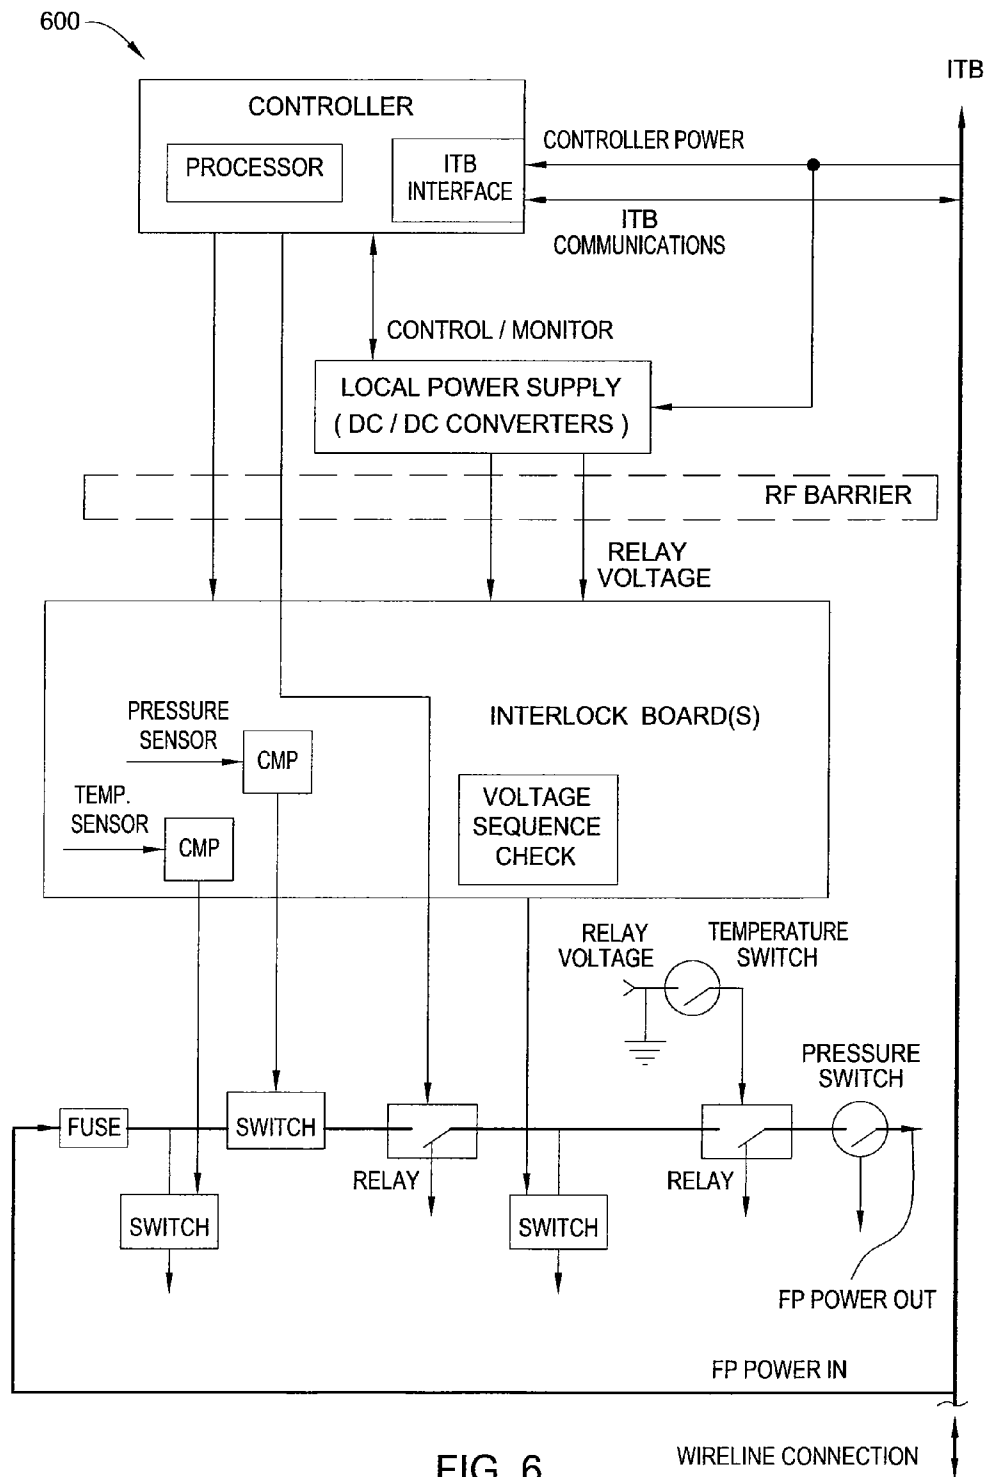 600
ITB
CONTROLLER
PROCESSOR
ITB
INTERFACE
CONTROLLER POWER
ITB
COMMUNICATIONS
CONTROL / MONITOR
LOCAL POWER SUPPLY
( DC / DC CONVERTERS )
RF BARRIER
RELAY
VOLTAGE
INTERLOCK BOARD(S)
PRESSURE
SENSOR
CMP
TEMP.
SENSOR
CMP
VOLTAGE
SEQUENCE
CHECK
RELAY
VOLTAGE
TEMPERATURE
SWITCH
PRESSURE
SWITCH
FUSE
SWITCH
RELAY
RELAY
SWITCH
SWITCH
FP POWER OUT
FP POWER IN
WIRELINE CONNECTION
FIG. 6